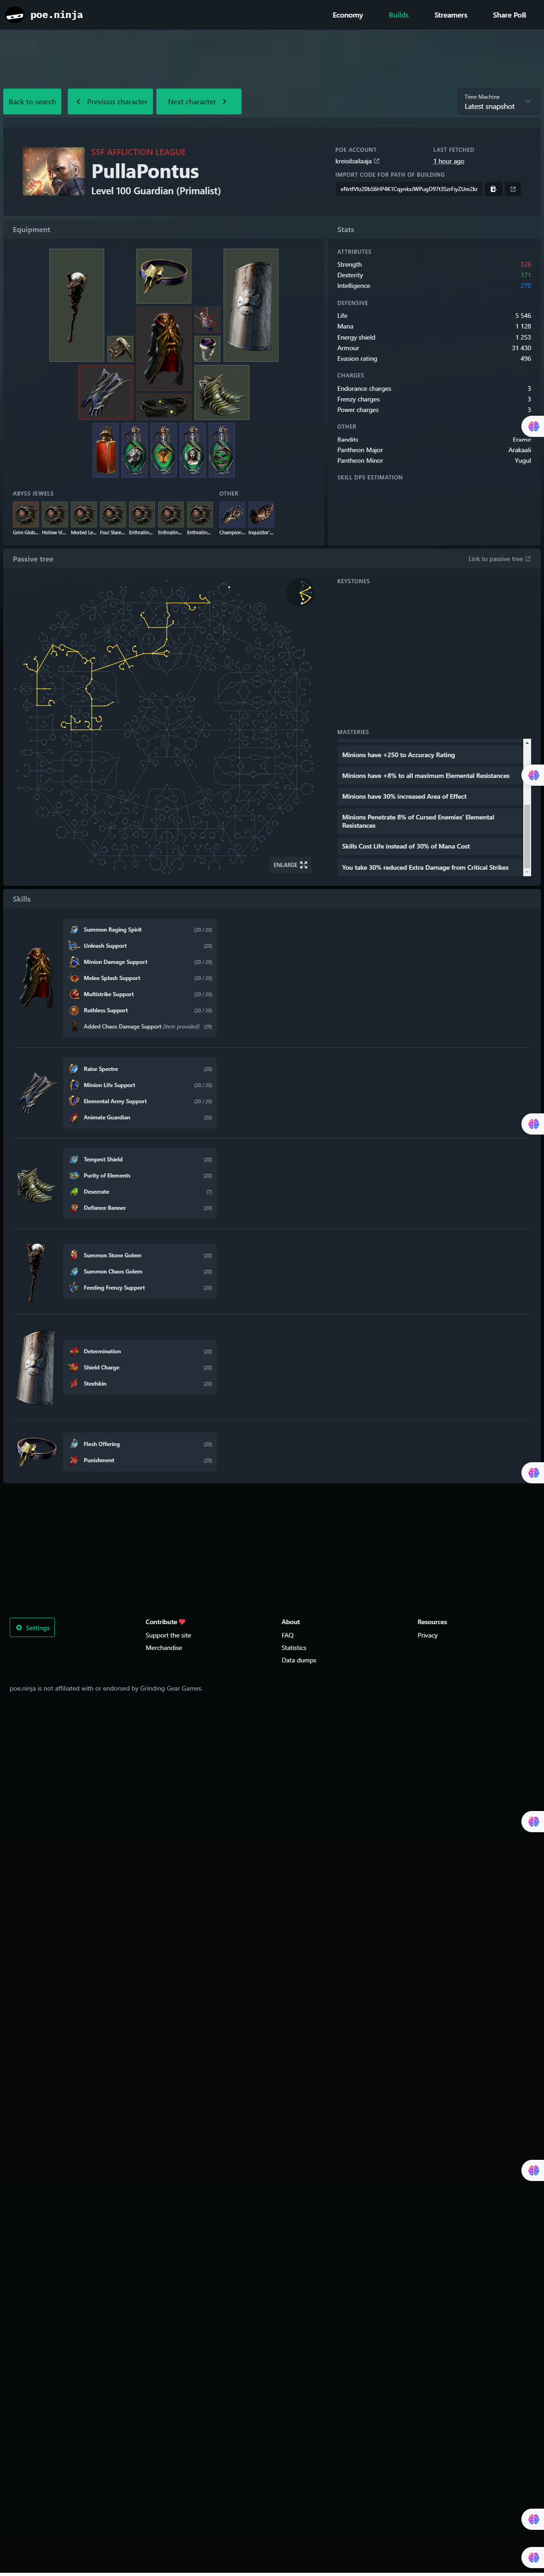 poe.ninja
Economy
Builds
Streamers
Share PoB
Back to search
Previous character
Next character
Time Machine
Latest snapshot
SSF AFFLICTION LEAGUE
PullaPontus
Level 100 Guardian (Primalist)
POE ACCOUNT
kreisibailaaja
LAST FETCHED
1 hour ago
IMPORT CODE FOR PATH OF BUILDING
Equipment
ABYSS JEWELS
OTHER
Grim Glob...
Hollow Vi...
Morbid Le...
Foul Stare...
Enthrallin...
Enthrallin...
Enthrallin...
Champion...
Inquisitor'...
Stats
ATTRIBUTES
Strength 326
Dexterity 171
Intelligence 270
DEFENSIVE
Life 5 546
Mana 1 128
Energy shield 1 253
Armour 31 430
Evasion rating 496
CHARGES
Endurance charges 3
Frenzy charges 3
Power charges 3
OTHER
Bandits Eramir
Pantheon Major Arakaali
Pantheon Minor Yugul
SKILL DPS ESTIMATION
Passive tree
Link to passive tree
ENLARGE
KEYSTONES
MASTERIES
Minions have +250 to Accuracy Rating
Minions have +8% to all maximum Elemental Resistances
Minions have 30% increased Area of Effect
Minions Penetrate 8% of Cursed Enemies' Elemental
Resistances
Skills Cost Life instead of 30% of Mana Cost
You take 30% reduced Extra Damage from Critical Strikes
Skills
Summon Raging Spirit (20 / 20)
Unleash Support (20)
Minion Damage Support (20 / 20)
Melee Splash Support (20 / 20)
Multistrike Support (20 / 20)
Ruthless Support (20 / 20)
Added Chaos Damage Support (item provided) (29)
Raise Spectre (20)
Minion Life Support (20 / 20)
Elemental Army Support (20 / 20)
Animate Guardian (20)
Tempest Shield (20)
Purity of Elements (20)
Desecrate (7)
Defiance Banner (20)
Summon Stone Golem (20)
Summon Chaos Golem (20)
Feeding Frenzy Support (20)
Determination (20)
Shield Charge (20)
Steelskin (20)
Flesh Offering (20)
Punishment (20)
Settings
Contribute
Support the site
Merchandise
About
FAQ
Statistics
Data dumps
Resources
Privacy
poe.ninja is not affiliated with or endorsed by Grinding Gear Games.